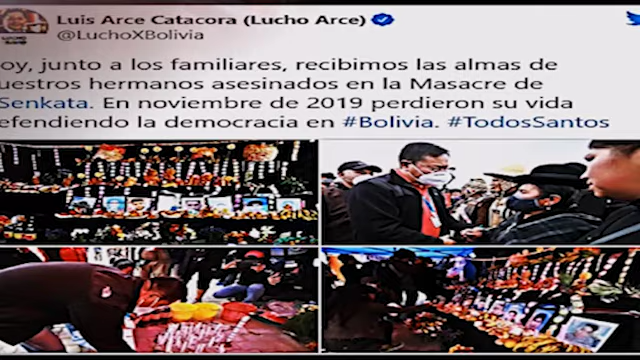 Luis Arce Catacora (Lucho Arce)
@LuchoXBolivia
oy, junto a los familiares, recibimos las almas de
uestros hermanos asesinados en la Masacre de
Senkata. En noviembre de 2019 perdieron su vida
efendiendo la democracia en #Bolivia. #TodosSantos